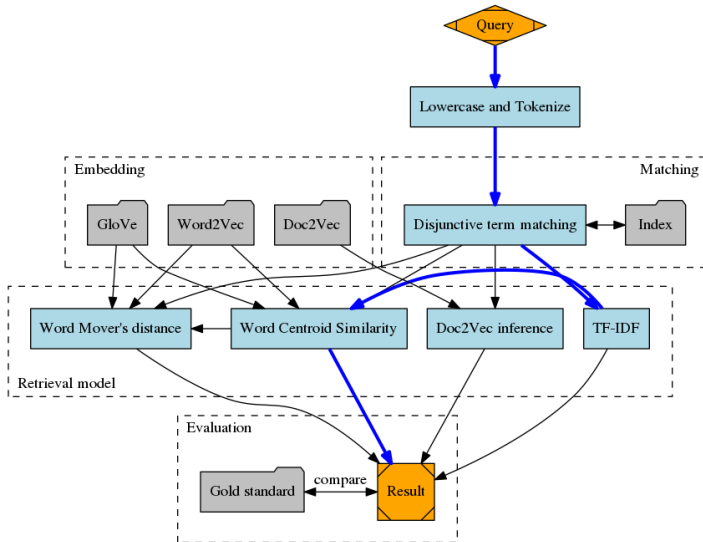 Query
Lowercase and Tokenize
Embedding
Matching
GloVe
Word2Vec
Doc2Vec
Disjunctive term matching
Index
Word Mover's distance
Word Centroid Similarity
Doc2Vec inference
TF-IDF
Retrieval model
Evaluation
Gold standard
compare
Result